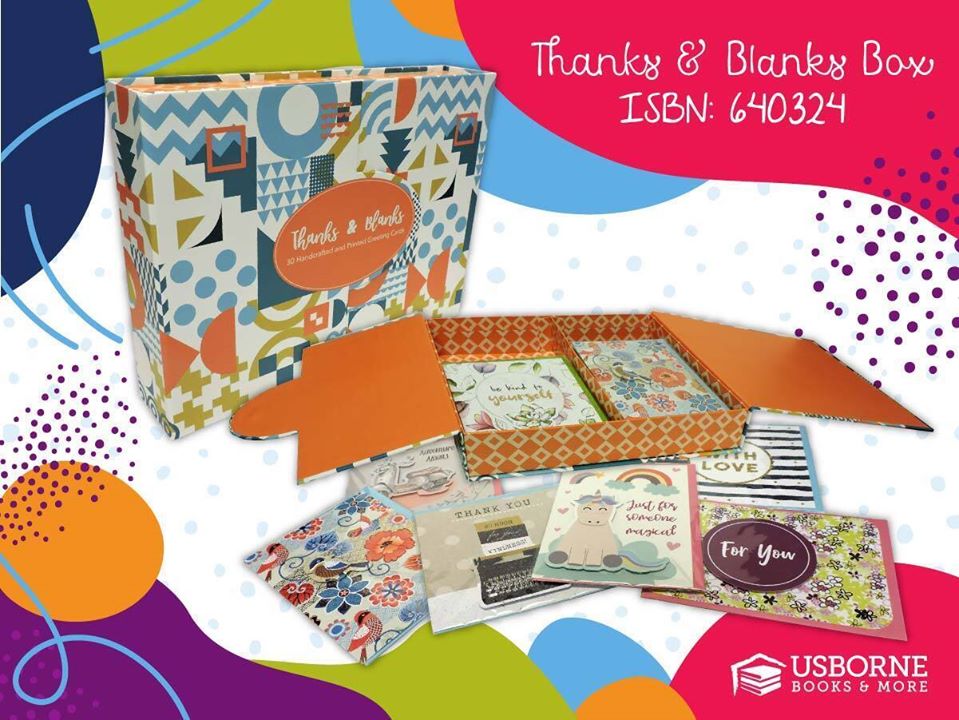 Thanks & Blanks Box
ISBN: 640324
Thanks & Blanks
30 Handcrafted and Printed Greeting Cards
be kind to
yourself
ADVENTURE
AWAITS
WITH
LOVE
THANK YOU
KINDNESS!
Just for
someone
magical
For You
USBORNE
BOOKS & MORE